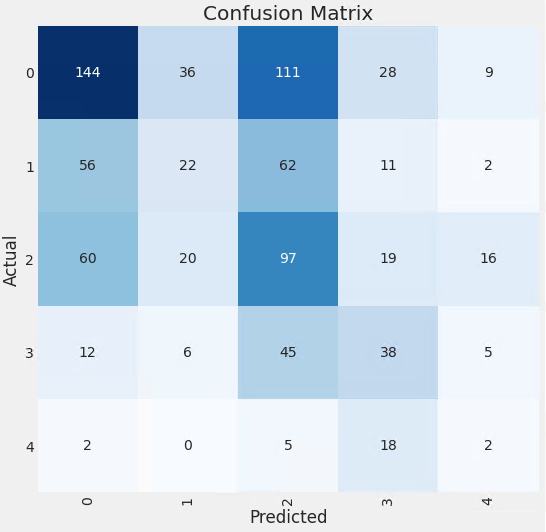 Confusion Matrix
0 144 36 111 28 9
1 56 22 62 11 2
2 60 20 97 19 16
3 12 6 45 38 5
4 2 0 5 18 2
0 1 2 3 4
Actual
Predicted